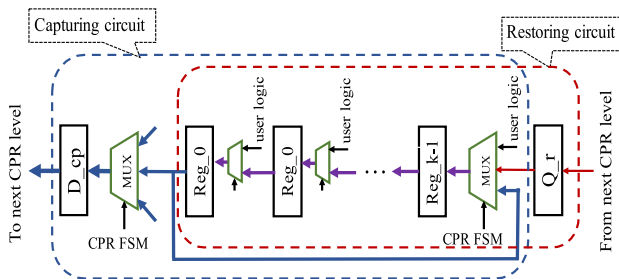 Capturing circuit
Restoring circuit
To next CPR level
D_cp
MUX
CPR FSM
Reg_0
user logic
Reg_0
user logic
Reg_k-1
user logic
MUX
CPR FSM
Q_r
From next CPR level